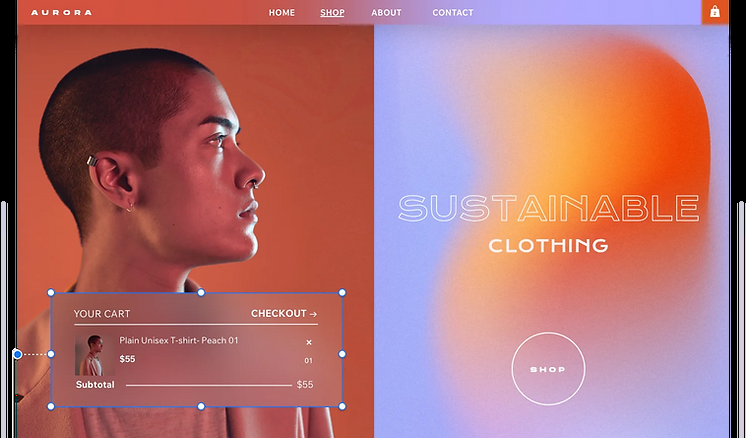 AURORA
HOME SHOP ABOUT CONTACT
SUSTAINABLE
CLOTHING
YOUR CART CHECKOUT →
Plain Unisex T-shirt- Peach 01 ×
$55 01
Subtotal $55
SHOP